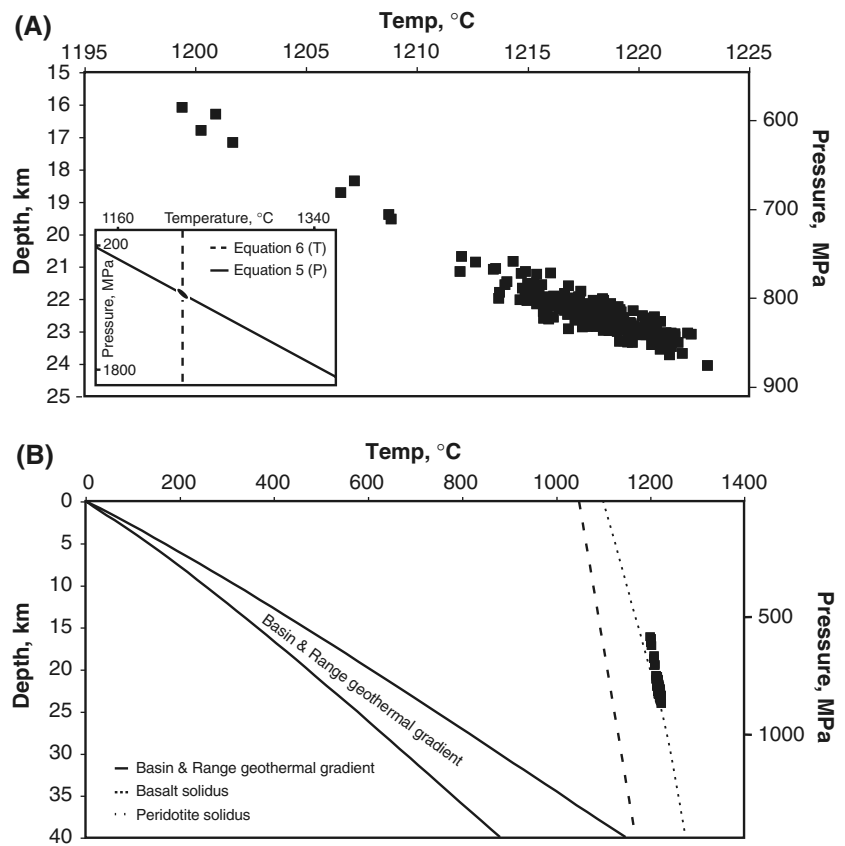 (A)
Temp, °C
1195 1200 1205 1210 1215 1220 1225
15
16
17
18
19
20
21
22
23
24
25
Depth, km
600
700
800
900
Pressure, MPa
1160 Temperature, °C 1340
200
1800
Pressure, MPa
Equation 6 (T)
Equation 5 (P)
(B)
Temp, °C
0 200 400 600 800 1000 1200 1400
0
5
10
15
20
25
30
35
40
Depth, km
500
1000
Pressure, MPa
Basin & Range geothermal gradient
Basin & Range geothermal gradient
Basalt solidus
Peridotite solidus